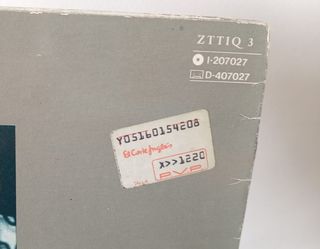 ZTTIQ 3
I-207027
D-407027
Y05160154208
El Corte Inglés
X>>1220
PVP